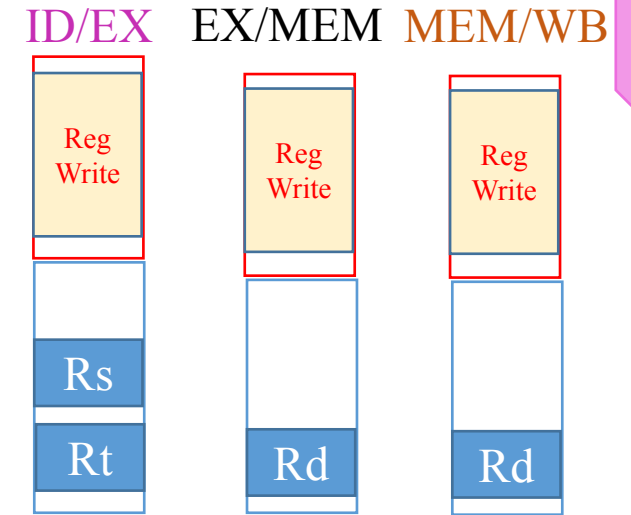 ID/EX EX/MEM MEM/WB
Reg
Write
Reg
Write
Reg
Write
Rs
Rt
Rd
Rd